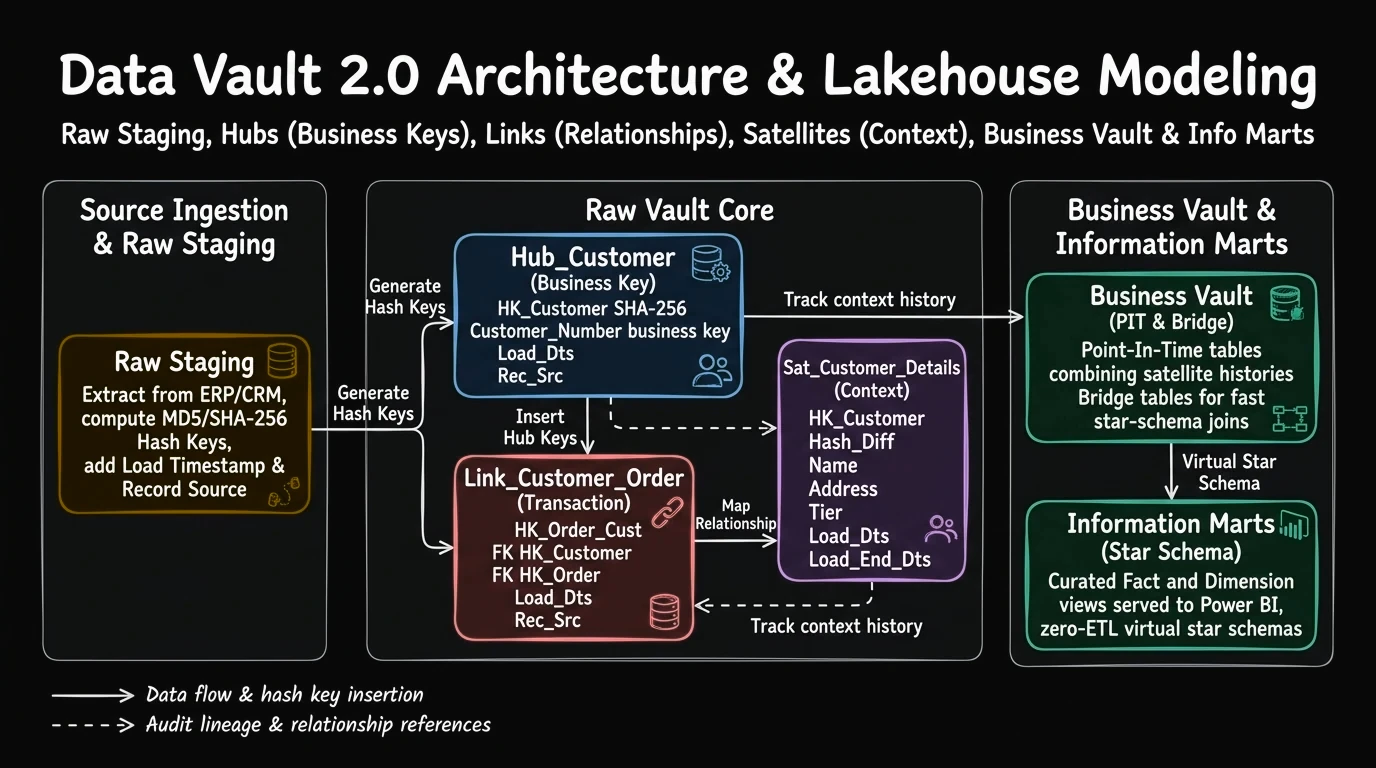 Data Vault 2.0 Architecture & Lakehouse Modeling
Raw Staging, Hubs (Business Keys), Links (Relationships), Satellites (Context), Business Vault & Info Marts
Source Ingestion
& Raw Staging
Raw Staging
Extract from ERP/CRM,
compute MD5/SHA-256
Hash Keys,
add Load Timestamp &
Record Source
Generate
Hash Keys
Generate
Hash Keys
Raw Vault Core
Hub_Customer
(Business Key)
HK_Customer SHA-256
Customer_Number business key
Load_Dts
Rec_Src
Insert
Hub Keys
Link_Customer_Order
(Transaction)
HK_Order_Cust
FK HK_Customer
FK HK_Order
Load_Dts
Rec_Src
Map
Relationship
Track context history
Sat_Customer_Details
(Context)
HK_Customer
Hash_Diff
Name
Address
Tier
Load_Dts
Load_End_Dts
Track context history
Business Vault &
Information Marts
Business Vault
(PIT & Bridge)
Point-In-Time tables
combining satellite histories
Bridge tables for fast
star-schema joins
Virtual Star
Schema
Information Marts
(Star Schema)
Curated Fact and Dimension
views served to Power BI,
zero-ETL virtual star schemas
Data flow & hash key insertion
Audit lineage & relationship references